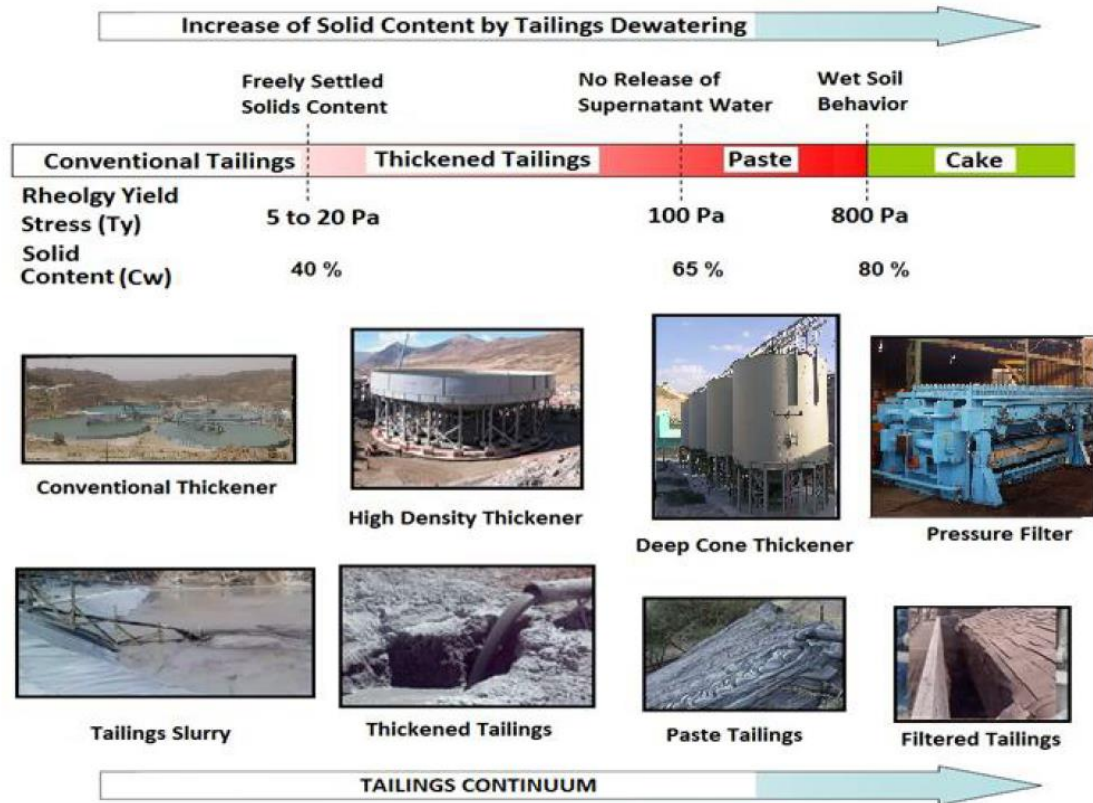 Increase of Solid Content by Tailings Dewatering
Freely Settled
Solids Content
No Release of
Supernatant Water
Wet Soil
Behavior
Conventional Tailings
Thickened Tailings
Paste
Cake
Rheolgy Yield
Stress (Ty)
5 to 20 Pa
100 Pa
800 Pa
Solid
Content (Cw)
40 %
65 %
80 %
Conventional Thickener
High Density Thickener
Deep Cone Thickener
Pressure Filter
Tailings Slurry
Thickened Tailings
Paste Tailings
Filtered Tailings
TAILINGS CONTINUUM